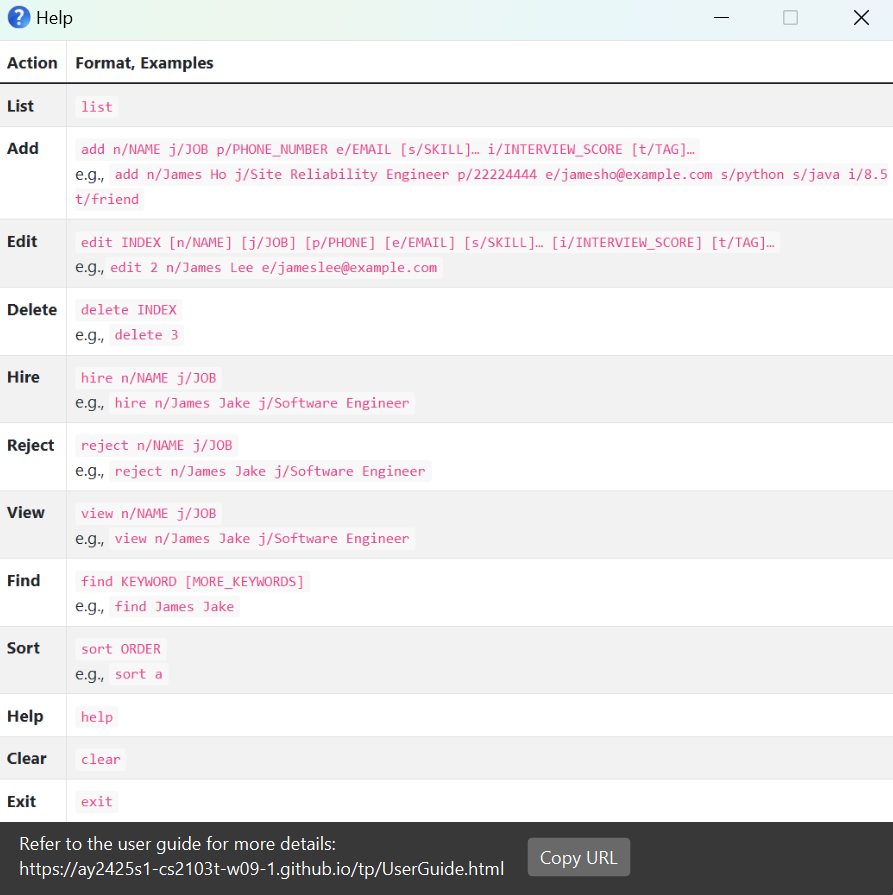 Help
Action Format, Examples
List list
Add add n/NAME j/JOB p/PHONE_NUMBER e/EMAIL [s/SKILL]… i/INTERVIEW_SCORE [t/TAG]…
e.g., add n/James Ho j/Site Reliability Engineer p/22224444 e/jamesho@example.com s/python s/java i/8.5
t/friend
Edit edit INDEX [n/NAME] [j/JOB] [p/PHONE] [e/EMAIL] [s/SKILL]… [i/INTERVIEW_SCORE] [t/TAG]…
e.g., edit 2 n/James Lee e/jameslee@example.com
Delete delete INDEX
e.g., delete 3
Hire hire n/NAME j/JOB
e.g., hire n/James Jake j/Software Engineer
Reject reject n/NAME j/JOB
e.g., reject n/James Jake j/Software Engineer
View view n/NAME j/JOB
e.g., view n/James Jake j/Software Engineer
Find find KEYWORD [MORE_KEYWORDS]
e.g., find James Jake
Sort sort ORDER
e.g., sort a
Help help
Clear clear
Exit exit
Refer to the user guide for more details:
https://ay2425s1-cs2103t-w09-1.github.io/tp/UserGuide.html
Copy URL